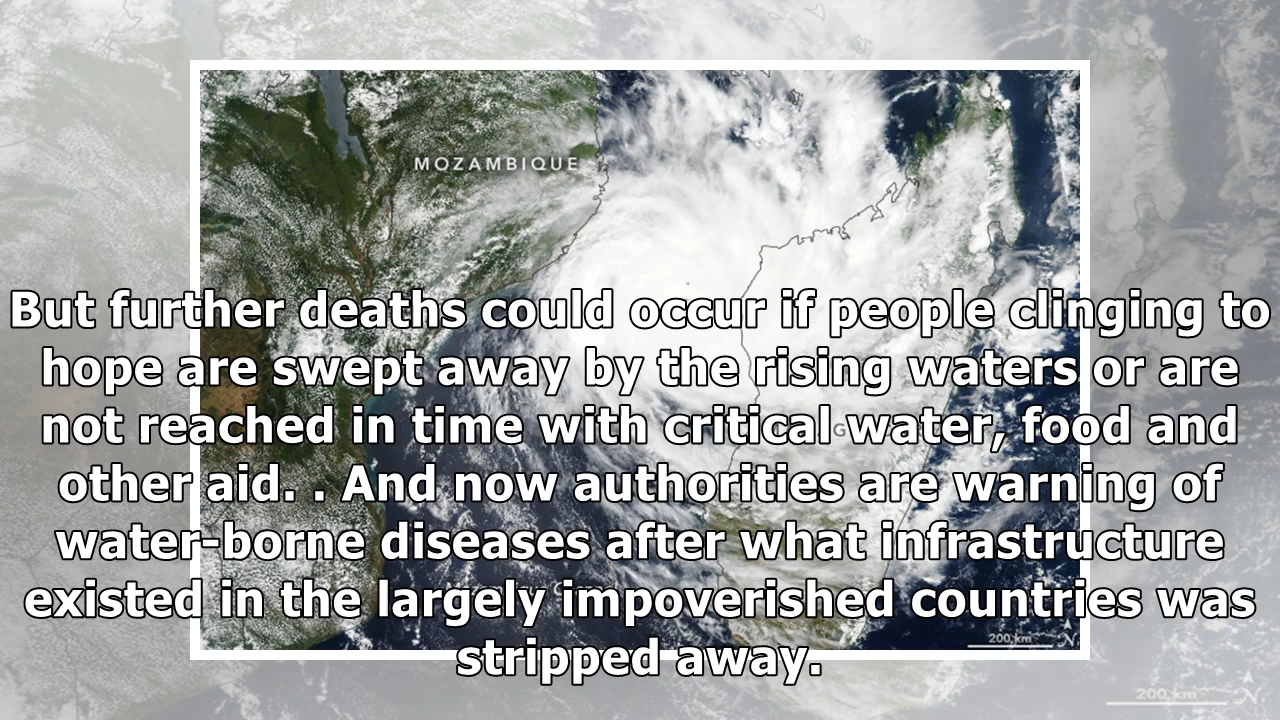 MOZAMBIQUE
But further deaths could occur if people clinging to
hope are swept away by the rising waters or are
not reached in time with critical water, food and
other aid. . And now authorities are warning of
water-borne diseases after what infrastructure
existed in the largely impoverished countries was
stripped away.
200 km
N
200 km
N